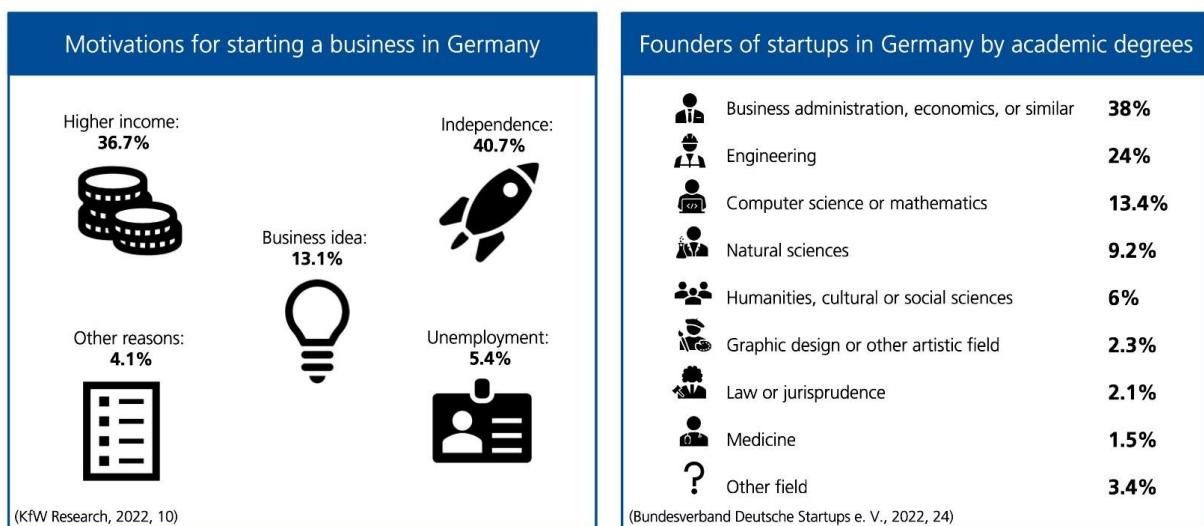 Motivations for starting a business in Germany
Higher income:
36.7%
Independence:
40.7%
Business idea:
13.1%
Other reasons:
4.1%
Unemployment:
5.4%
(KfW Research, 2022, 10)
Founders of startups in Germany by academic degrees
Business administration, economics, or similar 38%
Engineering 24%
</>
Computer science or mathematics 13.4%
Natural sciences 9.2%
Humanities, cultural or social sciences 6%
Graphic design or other artistic field 2.3%
Law or jurisprudence 2.1%
Medicine 1.5%
? Other field 3.4%
(Bundesverband Deutsche Startups e. V., 2022, 24)